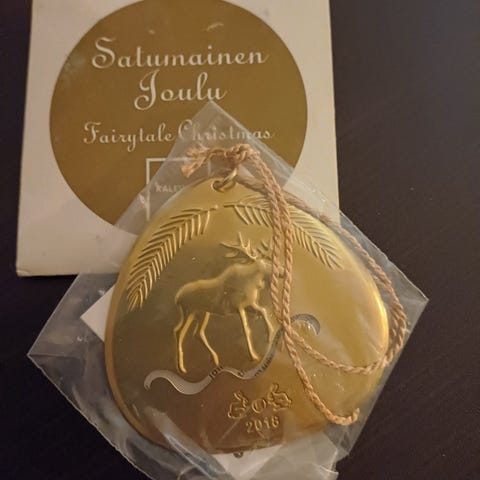 Satumainen
Joulu
Fairytale Christmas
2016